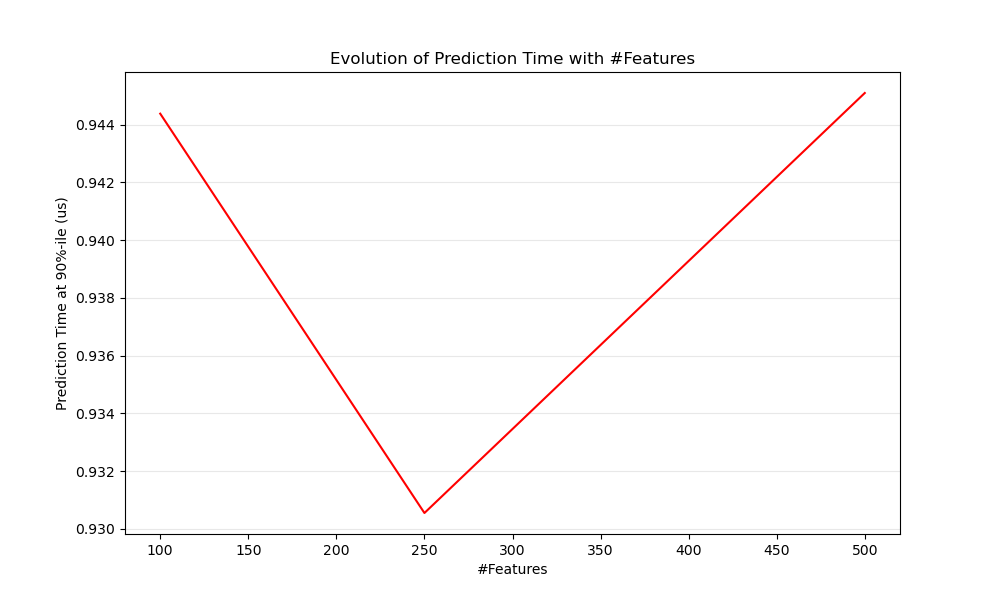 Evolution of Prediction Time with #Features
Prediction Time at 90%-ile (us)
0.944
0.942
0.940
0.938
0.936
0.934
0.932
0.930
100 150 200 250 300 350 400 450 500
#Features